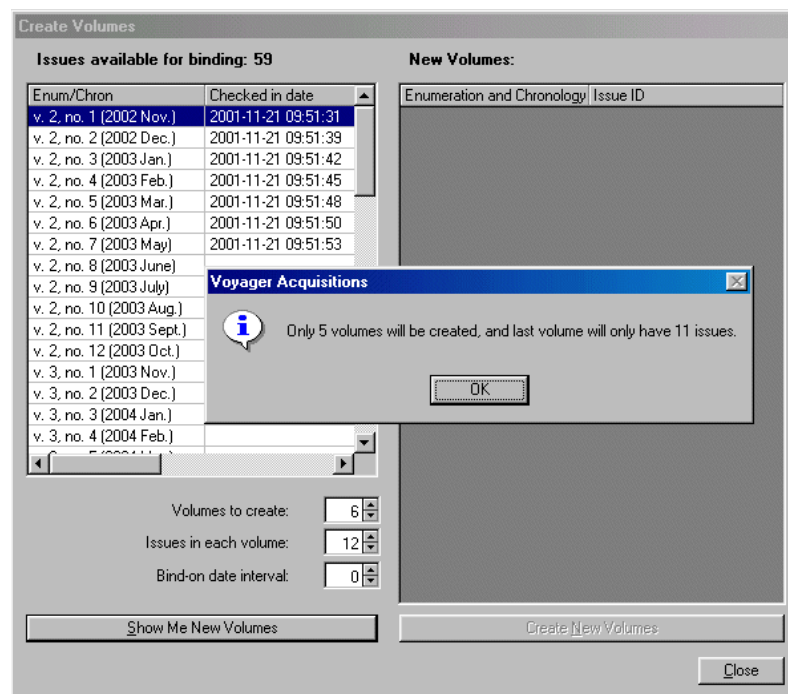 Create Volumes
Issues available for binding: 59
New Volumes:
Enum/Chron Checked in date
v. 2, no. 1 (2002 Nov.) 2001-11-21 09:51:31
v. 2, no. 2 (2002 Dec.) 2001-11-21 09:51:39
v. 2, no. 3 (2003 Jan.) 2001-11-21 09:51:42
v. 2, no. 4 (2003 Feb.) 2001-11-21 09:51:45
v. 2, no. 5 (2003 Mar.) 2001-11-21 09:51:48
v. 2, no. 6 (2003 Apr.) 2001-11-21 09:51:50
v. 2, no. 7 (2003 May) 2001-11-21 09:51:53
v. 2, no. 8 (2003 June)
v. 2, no. 9 (2003 July)
v. 2, no. 10 (2003 Aug.)
v. 2, no. 11 (2003 Sept.)
v. 2, no. 12 (2003 Oct.)
v. 3, no. 1 (2003 Nov.)
v. 3, no. 2 (2003 Dec.)
v. 3, no. 3 (2004 Jan.)
v. 3, no. 4 (2004 Feb.)
Enumeration and Chronology Issue ID
Voyager Acquisitions
Only 5 volumes will be created, and last volume will only have 11 issues.
OK
Volumes to create: 6
Issues in each volume: 12
Bind-on date interval: 0
Show Me New Volumes
Create New Volumes
Close